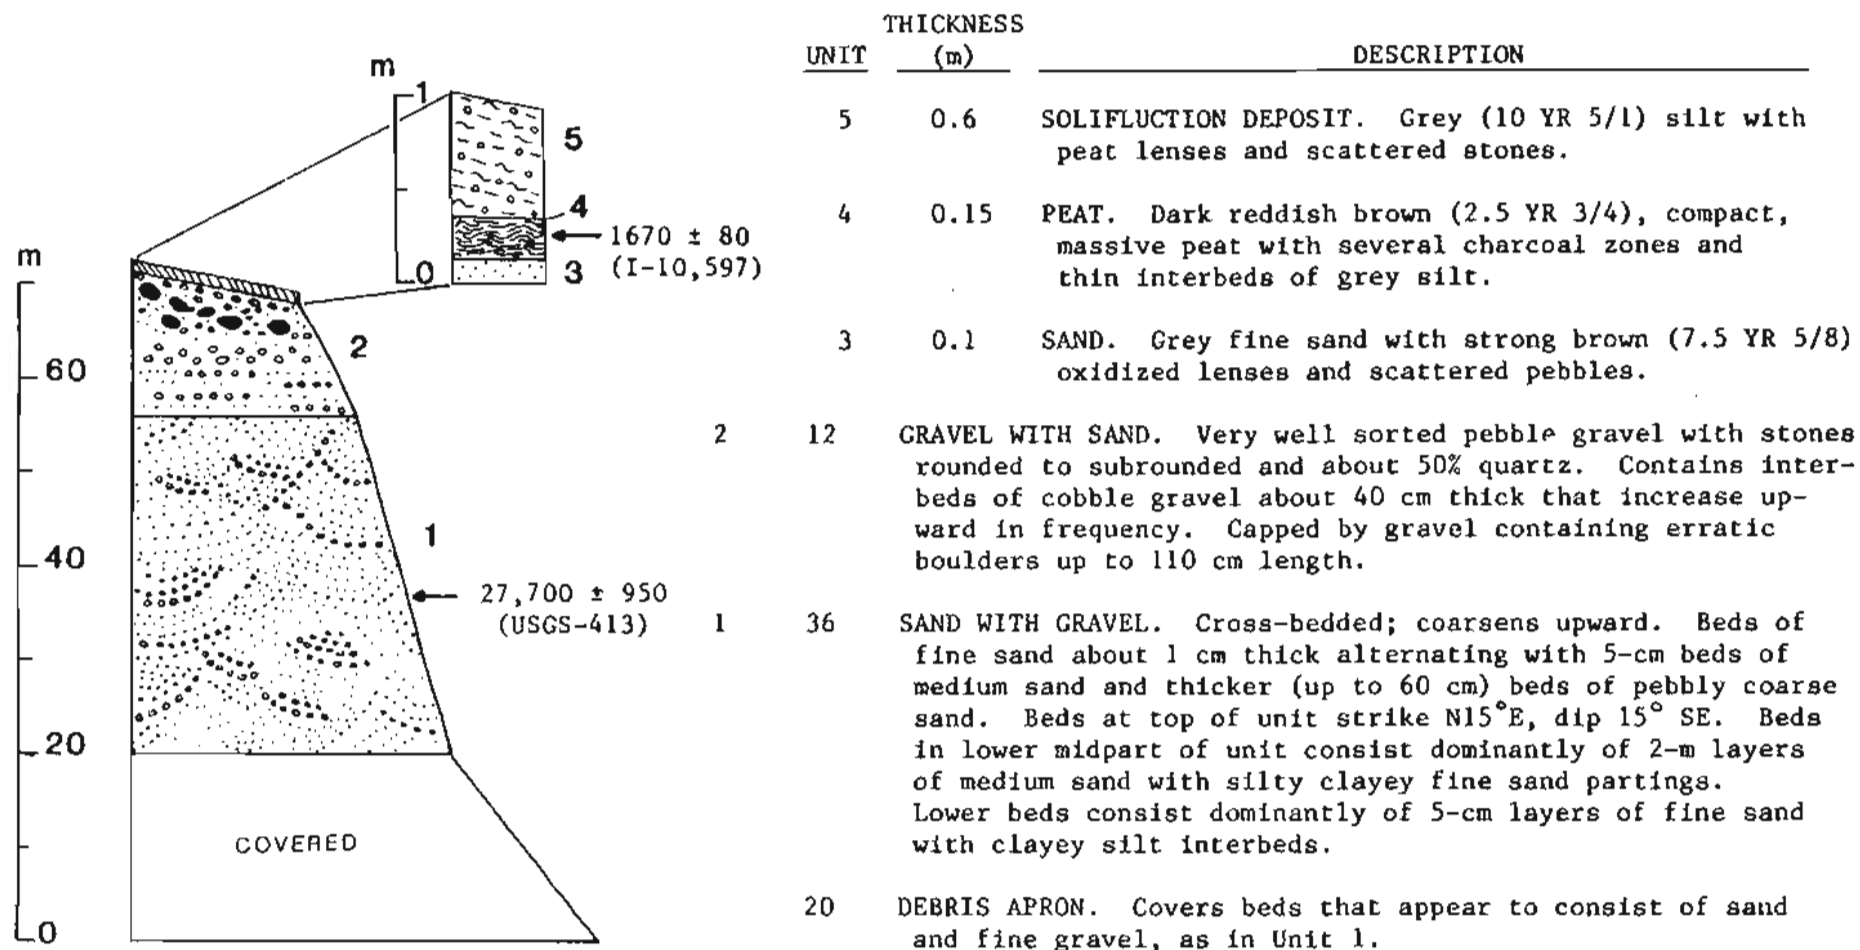 m
1
5
4
1670 ± 80
(I-10,597)
0
3
m
2
60
1
40
27,700 ± 950
(USGS-413)
20
COVERED
0
THICKNESS
UNIT (m) DESCRIPTION
5 0.6 SOLIFLUCTION DEPOSIT. Grey (10 YR 5/1) silt with
peat lenses and scattered stones.
4 0.15 PEAT. Dark reddish brown (2.5 YR 3/4), compact,
massive peat with several charcoal zones and
thin interbeds of grey silt.
3 0.1 SAND. Grey fine sand with strong brown (7.5 YR 5/8)
oxidized lenses and scattered pebbles.
2 12 GRAVEL WITH SAND. Very well sorted pebble gravel with stones
rounded to subrounded and about 50% quartz. Contains inter-
beds of cobble gravel about 40 cm thick that increase up-
ward in frequency. Capped by gravel containing erratic
boulders up to 110 cm length.
1 36 SAND WITH GRAVEL. Cross-bedded; coarsens upward. Beds of
fine sand about 1 cm thick alternating with 5-cm beds of
medium sand and thicker (up to 60 cm) beds of pebbly coarse
sand. Beds at top of unit strike N15°E, dip 15° SE. Beds
in lower midpart of unit consist dominantly of 2-m layers
of medium sand with silty clayey fine sand partings.
Lower beds consist dominantly of 5-cm layers of fine sand
with clayey silt interbeds.
20 DEBRIS APRON. Covers beds that appear to consist of sand
and fine gravel, as in Unit 1.